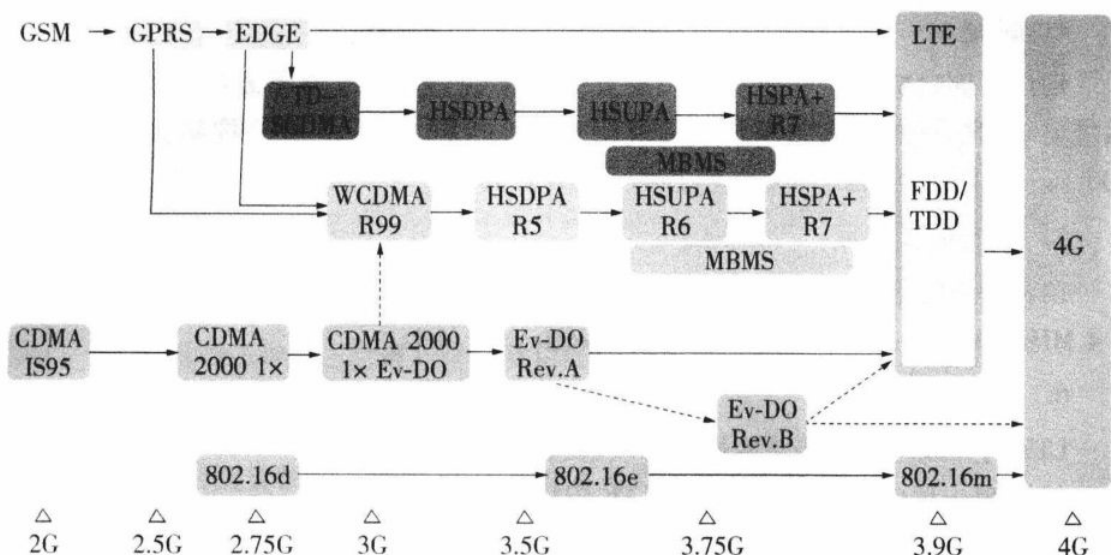 GSM GPRS EDGE LTE
TD-
SCDMA
HSDPA
HSUPA
HSPA+
R7
MBMS
WCDMA
R99
HSDPA
R5
HSUPA
R6
HSPA+
R7
MBMS
FDD/
TDD
4G
CDMA
IS95
CDMA
2000 1×
CDMA 2000
1× Ev-DO
Ev-DO
Rev.A
Ev-DO
Rev.B
802.16d
802.16e
802.16m
2G 2.5G 2.75G 3G 3.5G 3.75G 3.9G 4G